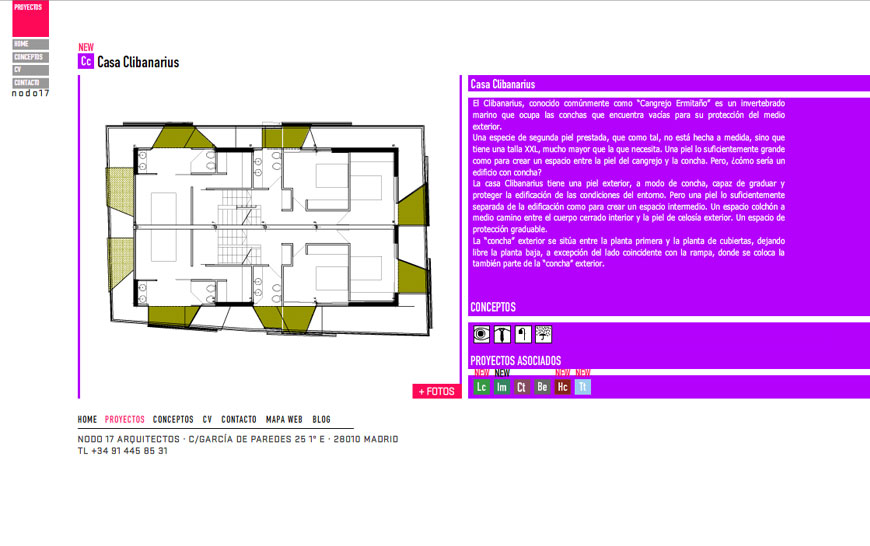 PROYECTOS
HOME
CONCEPTOS
CV
CONTACTO
nodo17
NEW
Cc Casa Clibanarius
Casa Clibanarius
El Clibanarius, conocido comúnmente como "Cangrejo Ermitaño" es un invertebrado
marino que ocupa las conchas que encuentra vacías para su protección del medio
exterior.
Una especie de segunda piel prestada, que como tal, no está hecha a medida, sino que
tiene una talla XXL, mucho mayor que la que necesita. Una piel lo suficientemente grande
como para crear un espacio entre la piel del cangrejo y la concha. Pero, ¿cómo sería un
edificio con concha?
La casa Clibanarius tiene una piel exterior, a modo de concha, capaz de graduar y
proteger la edificación de las condiciones del entorno. Pero una piel lo suficientemente
separada de la edificación como para crear un espacio intermedio. Un espacio colchón a
medio camino entre el cuerpo cerrado interior y la piel de celosía exterior. Un espacio de
protección graduable.
La "concha" exterior se sitúa entre la planta primera y la planta de cubiertas, dejando
libre la planta baja, a excepción del lado coincidente con la rampa, donde se coloca la
también parte de la "concha" exterior.
CONCEPTOS
PROYECTOS ASOCIADOS
NEW NEW NEW NEW
Lc Im Ct Be Hc Tt
+ FOTOS
HOME PROYECTOS CONCEPTOS CV CONTACTO MAPA WEB BLOG
NODO 17 ARQUITECTOS · C/GARCÍA DE PAREDES 25 1º E · 28010 MADRID
TL +34 91 445 85 31